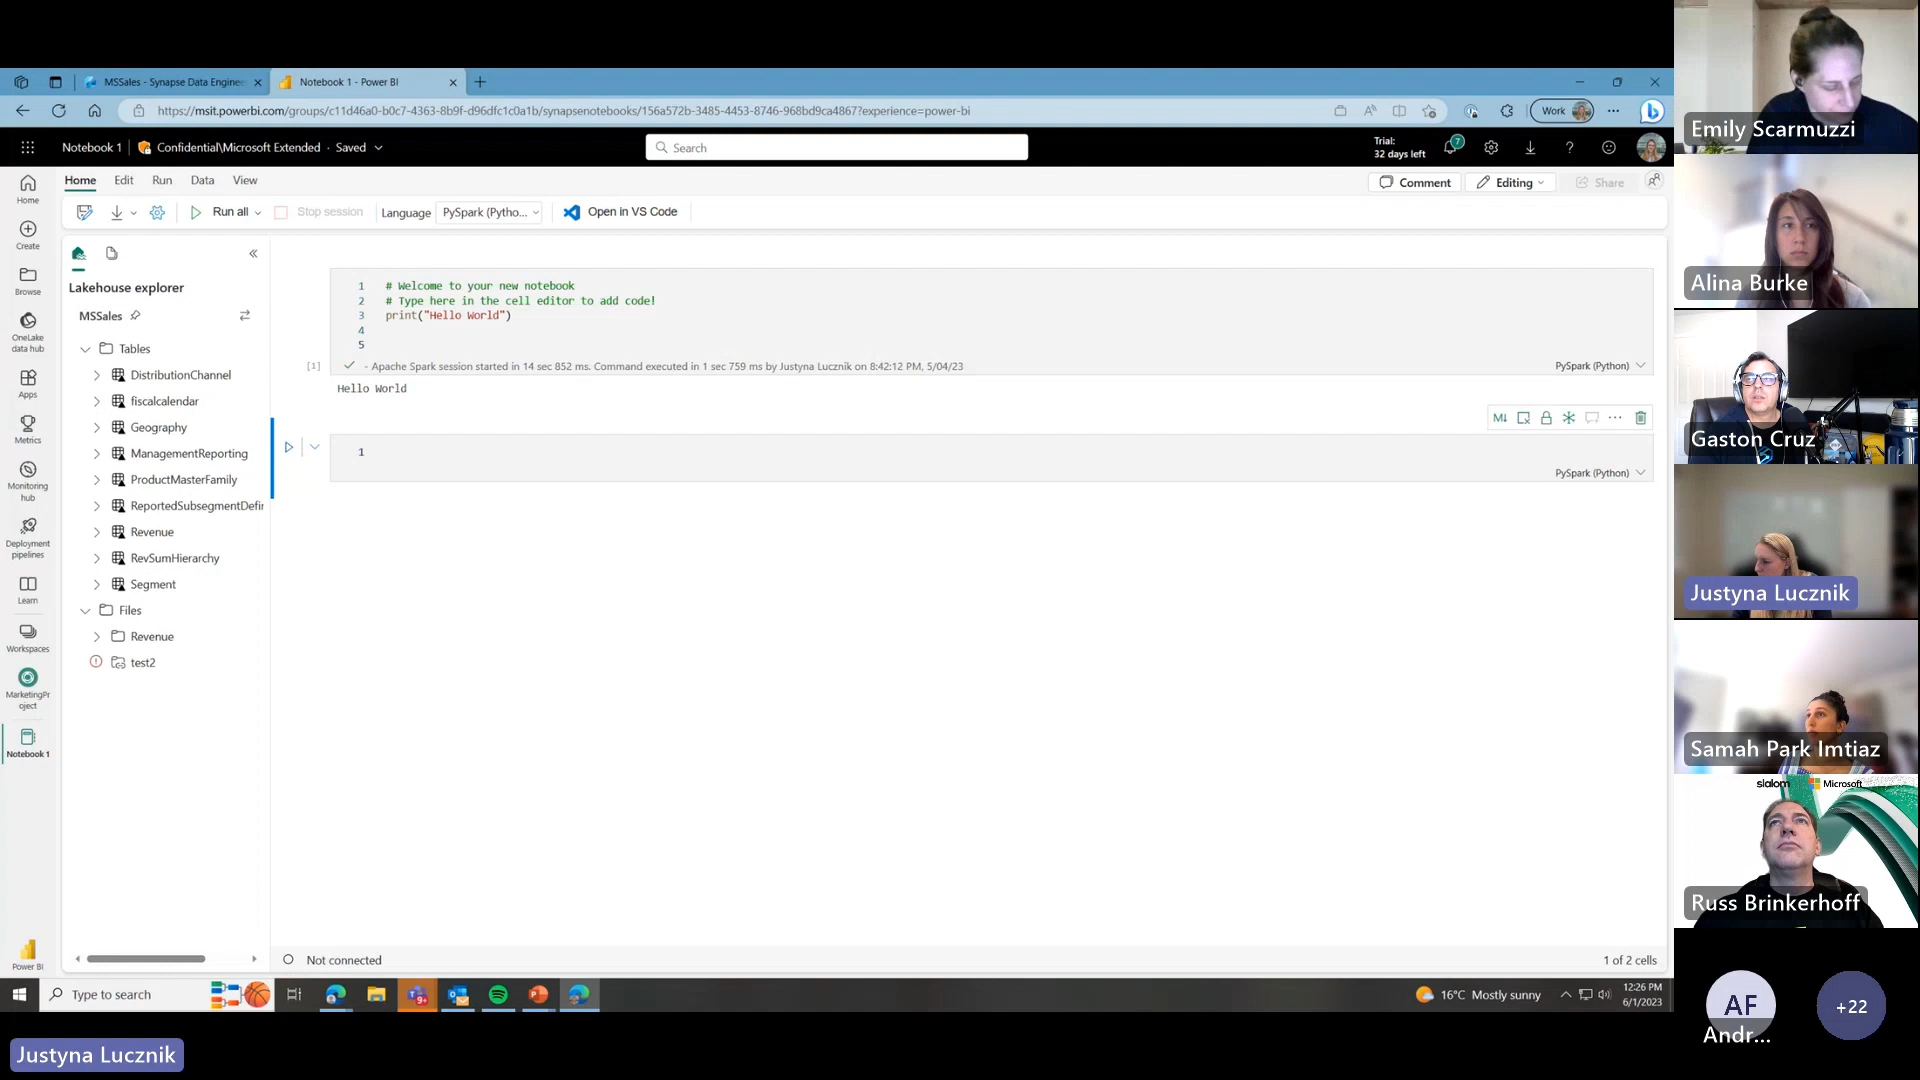 MSSales - Synapse Data Enginee
Notebook 1 - Power BI
https://msit.powerbi.com/groups/c11d46a0-b0c7-4363-8b9f-d96dfc1c0a1b/synapsenotebooks/156a572b-3485-4453-8746-968bd9ca4867?experience=power-bi
Work
Notebook 1
Confidential\Microsoft Extended · Saved
Search
Trial:
32 days left
7
Home Edit Run Data View
Comment
Editing
Share
Run all
Stop session
Language
PySpark (Pytho...
Open in VS Code
Home
Create
Browse
OneLake
data hub
Apps
Metrics
Monitoring
hub
Deployment
pipelines
Learn
Workspaces
MarketingPr
oject
Notebook 1
Power BI
Lakehouse explorer
MSSales
Tables
DistributionChannel
fiscalcalendar
Geography
ManagementReporting
ProductMasterFamily
ReportedSubsegmentDefir
Revenue
RevSumHierarchy
Segment
Files
Revenue
test2
1 # Welcome to your new notebook
2 # Type here in the cell editor to add code!
3 print("Hello World")
4
5
[1] - Apache Spark session started in 14 sec 852 ms. Command executed in 1 sec 759 ms by Justyna Lucznik on 8:42:12 PM, 5/04/23
PySpark (Python)
Hello World
M↓
1
PySpark (Python)
Not connected
1 of 2 cells
Type to search
9+
16°C Mostly sunny
12:26 PM
6/1/2023
Justyna Lucznik
Emily Scarmuzzi
Alina Burke
Gaston Cruz
Justyna Lucznik
Samah Park Imtiaz
slalom Microsoft
Russ Brinkerhoff
AF
Andr...
+22